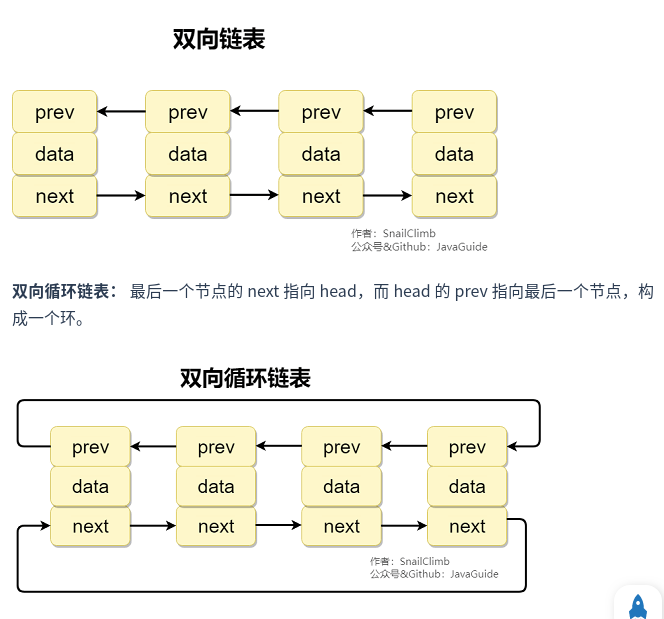 双向链表
prev prev prev prev
data data data data
next next next next
作者：SnailClimb
公众号&Github：JavaGuide
双向循环链表： 最后一个节点的 next 指向 head，而 head 的 prev 指向最后一个节点，构
成一个环。
双向循环链表
prev prev prev prev
data data data data
next next next next
作者：SnailClimb
公众号&Github：JavaGuide